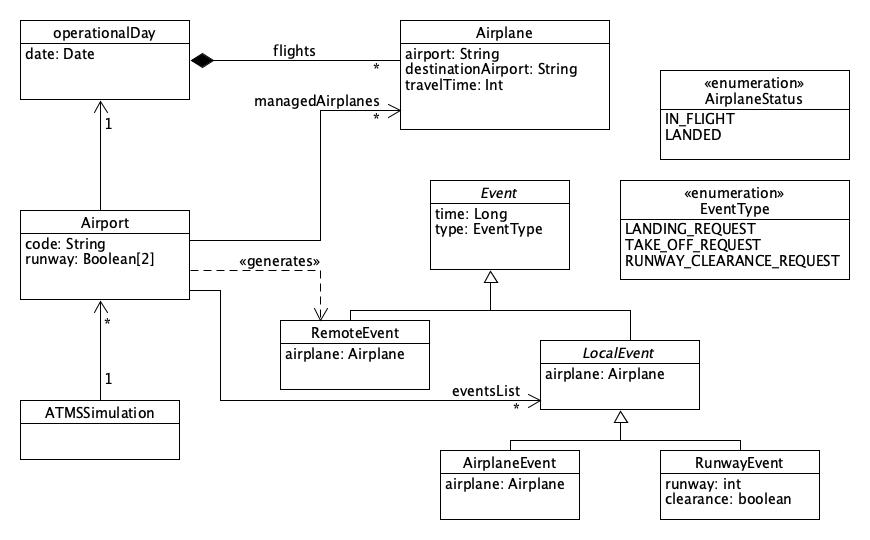 operationalDay
date: Date
flights
*
Airplane
airport: String
destinationAirport: String
travelTime: Int
managedAirplanes
*
«enumeration»
AirplaneStatus
IN_FLIGHT
LANDED
1
Event
time: Long
type: EventType
«enumeration»
EventType
LANDING_REQUEST
TAKE_OFF_REQUEST
RUNWAY_CLEARANCE_REQUEST
Airport
code: String
runway: Boolean[2]
«generates»
RemoteEvent
airplane: Airplane
LocalEvent
airplane: Airplane
*
1
eventsList
*
ATMSSimulation
AirplaneEvent
airplane: Airplane
RunwayEvent
runway: int
clearance: boolean